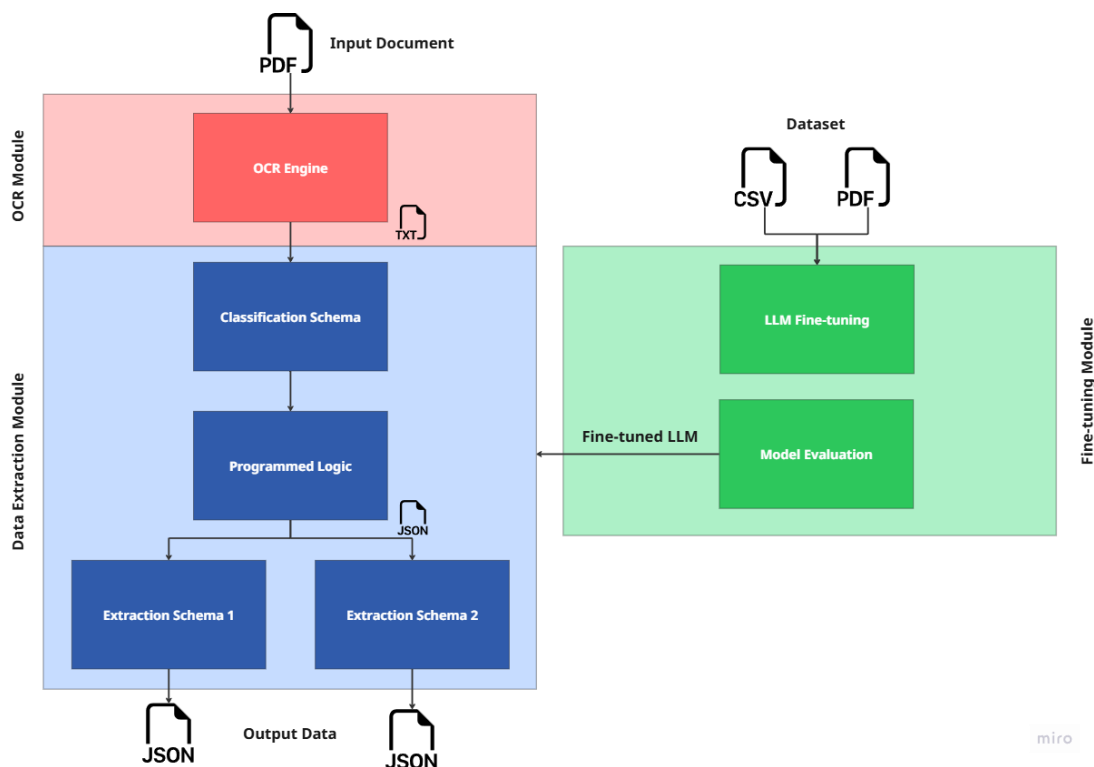 PDF
Input Document
OCR Module
OCR Engine
TXT
Data Extraction Module
Classification Schema
Programmed Logic
JSON
Extraction Schema 1
Extraction Schema 2
JSON
Output Data
JSON
Dataset
CSV
PDF
Fine-tuning Module
LLM Fine-tuning
Model Evaluation
Fine-tuned LLM
miro